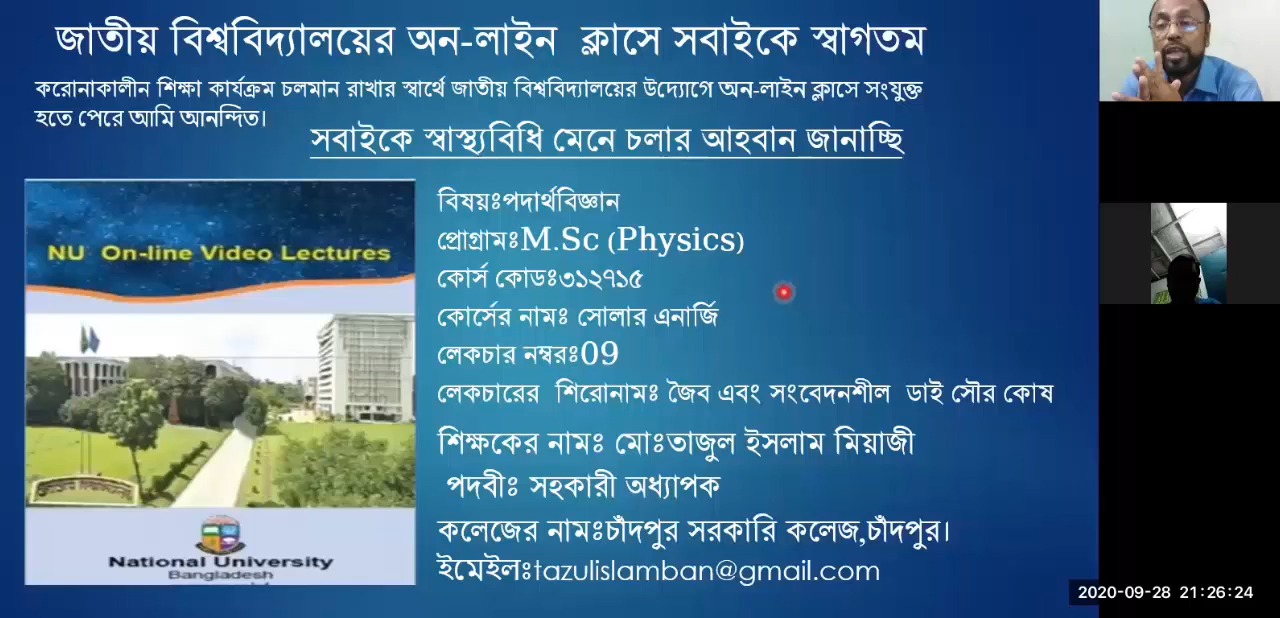 জাতীয় বিশ্ববিদ্যালয়ের অন-লাইন ক্লাসে সবাইকে স্বাগতম
করোনাকালীন শিক্ষা কার্যক্রম চলমান রাখার স্বার্থে জাতীয় বিশ্ববিদ্যালয়ের উদ্যোগে অন-লাইন ক্লাসে সংযুক্ত
হতে পেরে আমি আনন্দিত।
সবাইকে স্বাস্থ্যবিধি মেনে চলার আহবান জানাচ্ছি
NU On-line Video Lectures
National University
Bangladesh
বিষয়ঃপদার্থবিজ্ঞান
প্রোগ্রামঃM.Sc (Physics)
কোর্স কোডঃ৩১২৭১৫
কোর্সের নামঃ সোলার এনার্জি
লেকচার নম্বরঃ09
লেকচারের শিরোনামঃ জৈব এবং সংবেদনশীল ডাই সৌর কোষ
শিক্ষকের নামঃ মোঃতাজুল ইসলাম মিয়াজী
পদবীঃ সহকারী অধ্যাপক
কলেজের নামঃচাঁদপুর সরকারি কলেজ,চাঁদপুর।
ইমেইলঃtazulislamban@gmail.com
2020-09-28 21:26:24